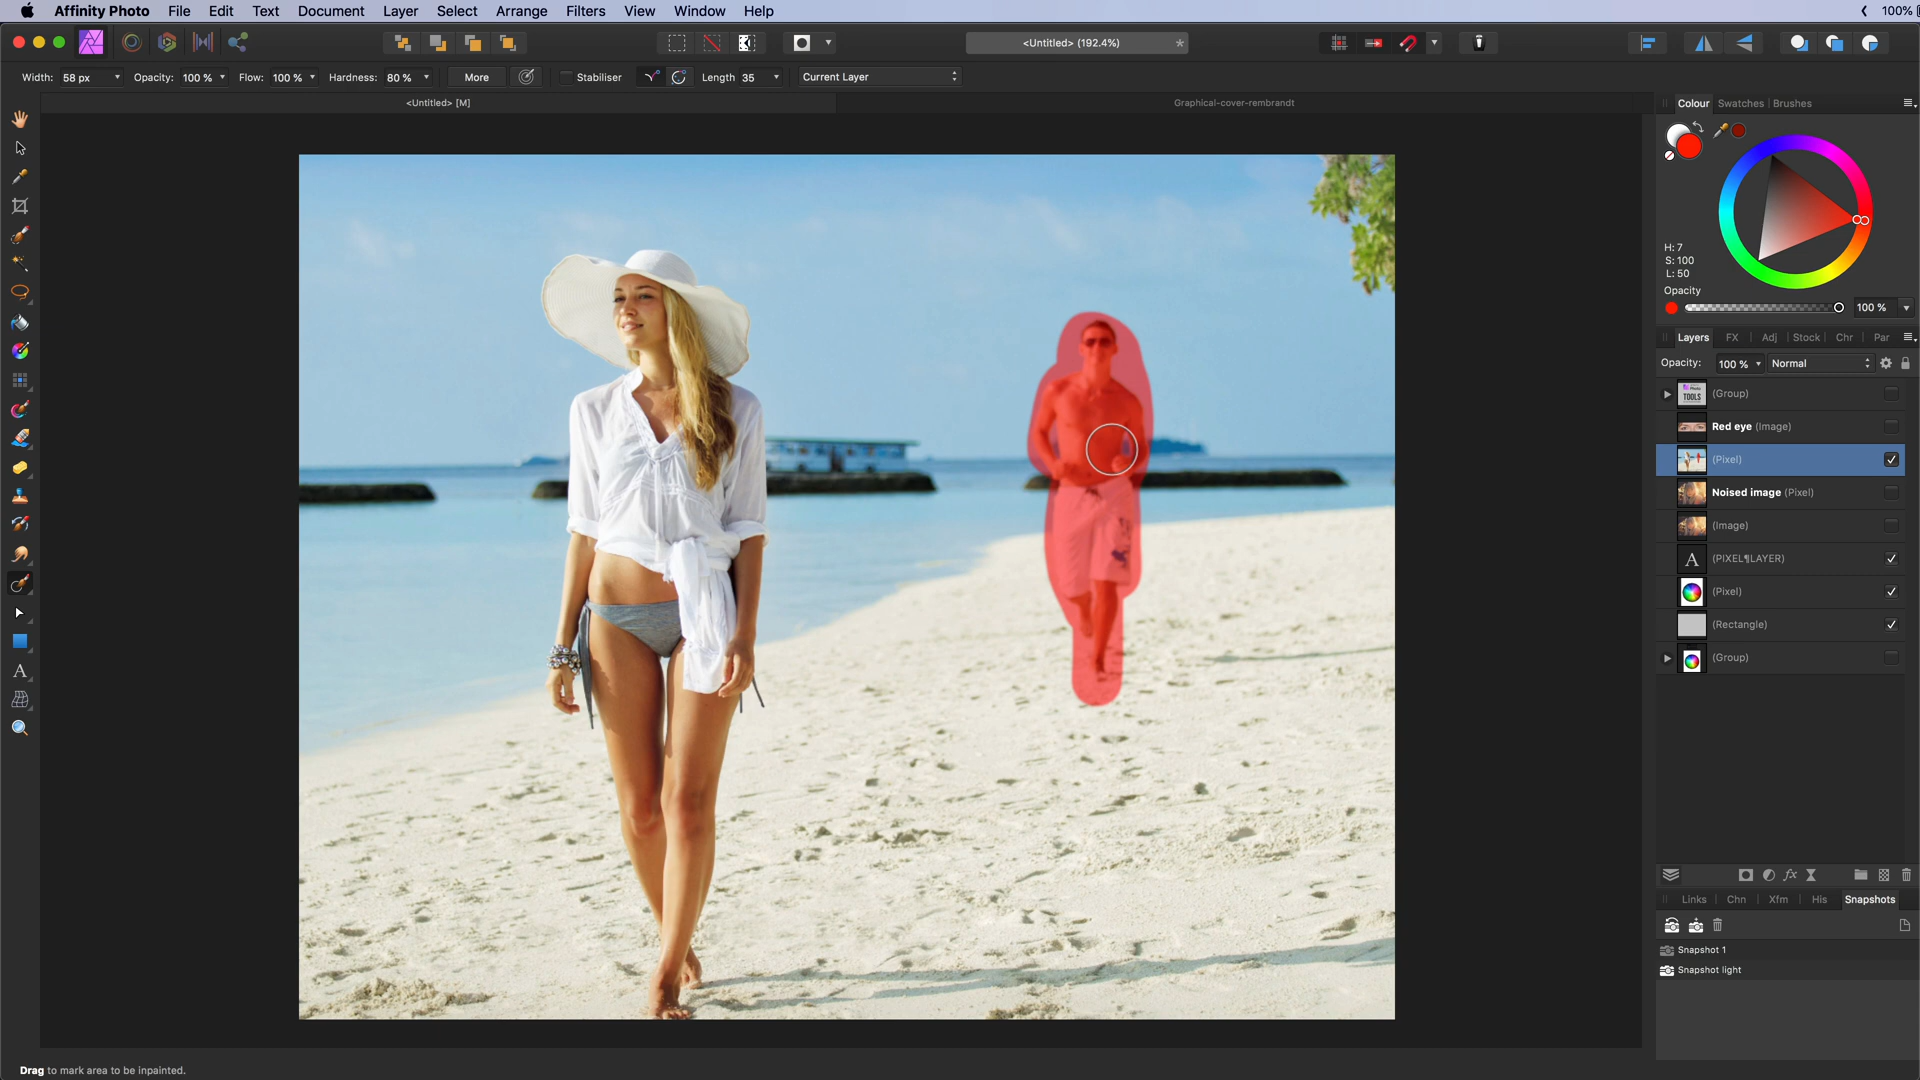 Affinity Photo File Edit Text Document Layer Select Arrange Filters View Window Help 100%
<Untitled> (192.4%)
Width: 58 px Opacity: 100 % Flow: 100 % Hardness: 80 % More Stabiliser Length 35 Current Layer
<Untitled> [M] Graphical-cover-rembrandt
Colour Swatches Brushes
H: 7
S: 100
L: 50
Opacity
100 %
Layers FX Adj Stock Chr Par
Opacity: 100 % Normal
TOOLS (Group)
Red eye (Image)
(Pixel)
Noised image (Pixel)
(Image)
A (PIXEL¶LAYER)
(Pixel)
(Rectangle)
(Group)
fx
Links Chn Xfm His Snapshots
Snapshot 1
Snapshot light
A
Drag to mark area to be inpainted.